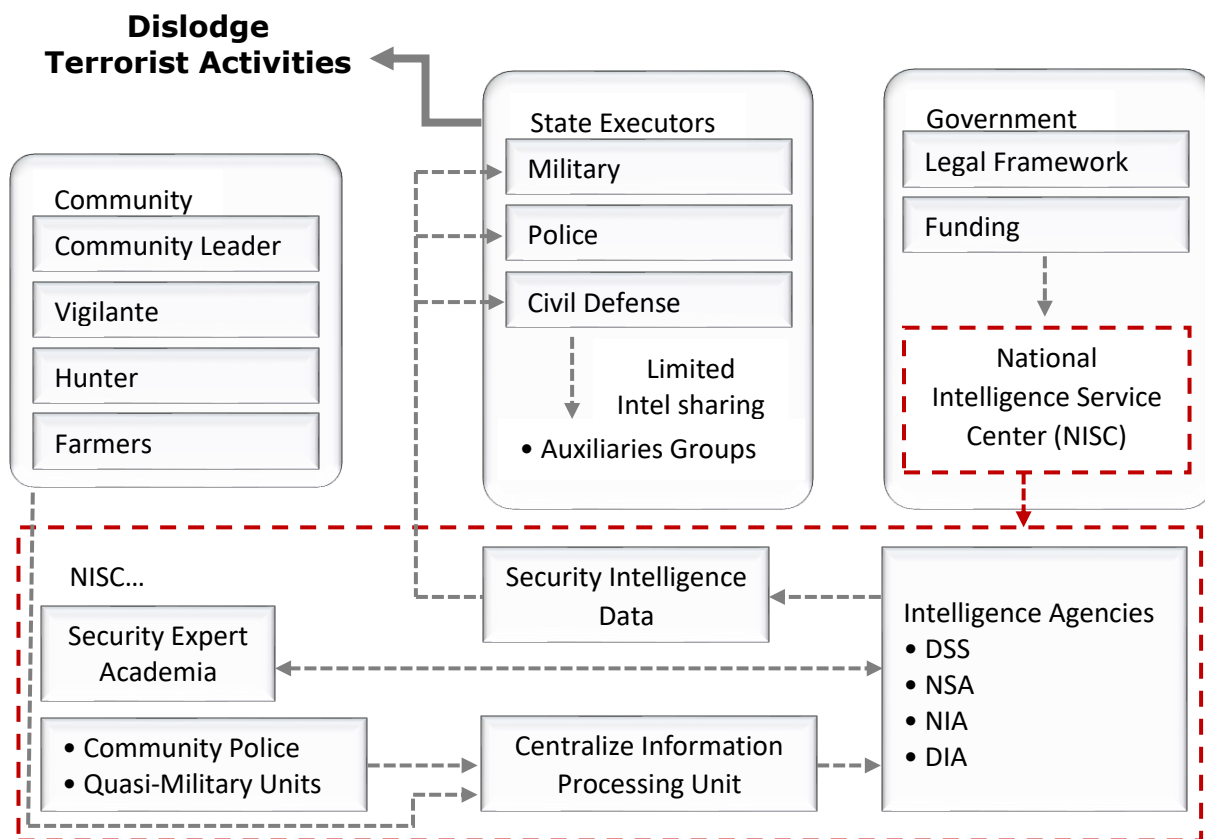 Dislodge
Terrorist Activities
Community
Community Leader
Vigilante
Hunter
Farmers
State Executors
Military
Police
Civil Defense
Limited
Intel sharing
• Auxiliaries Groups
Government
Legal Framework
Funding
National
Intelligence Service
Center (NISC)
NISC...
Security Expert
Academia
• Community Police
• Quasi-Military Units
Security Intelligence
Data
Centralize Information
Processing Unit
Intelligence Agencies
• DSS
• NSA
• NIA
• DIA